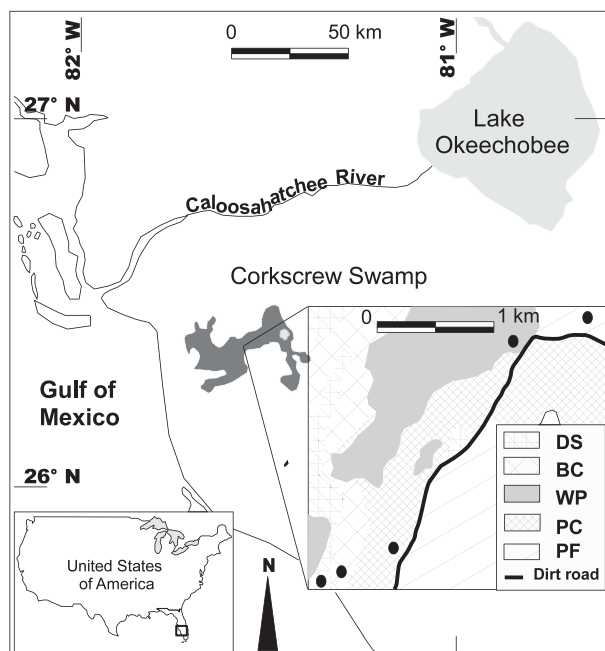 82° W
0 50 km
81° W
27° N
Lake
Okeechobee
Caloosahatchee River
Corkscrew Swamp
0 1 km
Gulf of
Mexico
26° N
DS
BC
WP
PC
PF
Dirt road
United States
of America
N